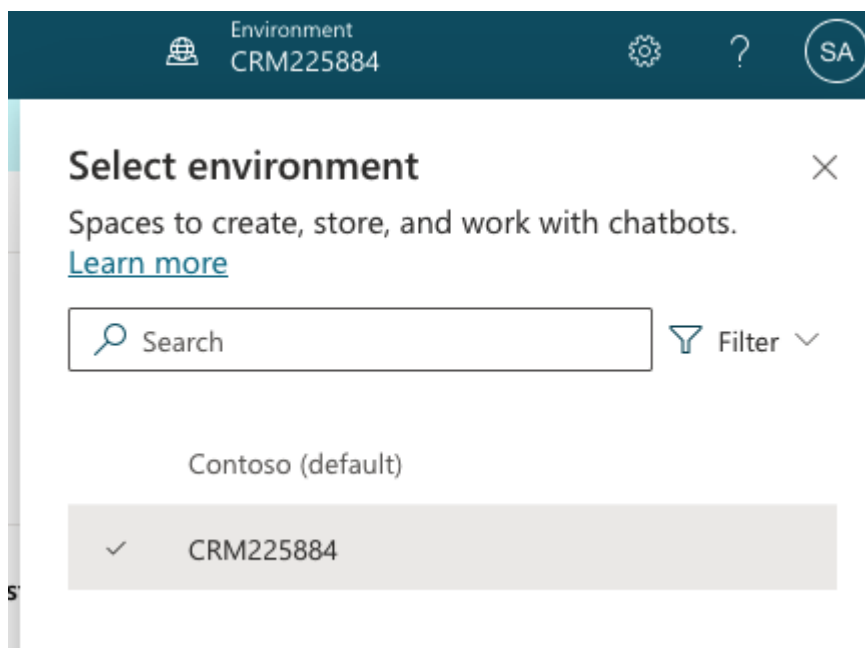 Environment
CRM225884
?
SA
Select environment
Spaces to create, store, and work with chatbots.
Learn more
Search
Filter
Contoso (default)
CRM225884